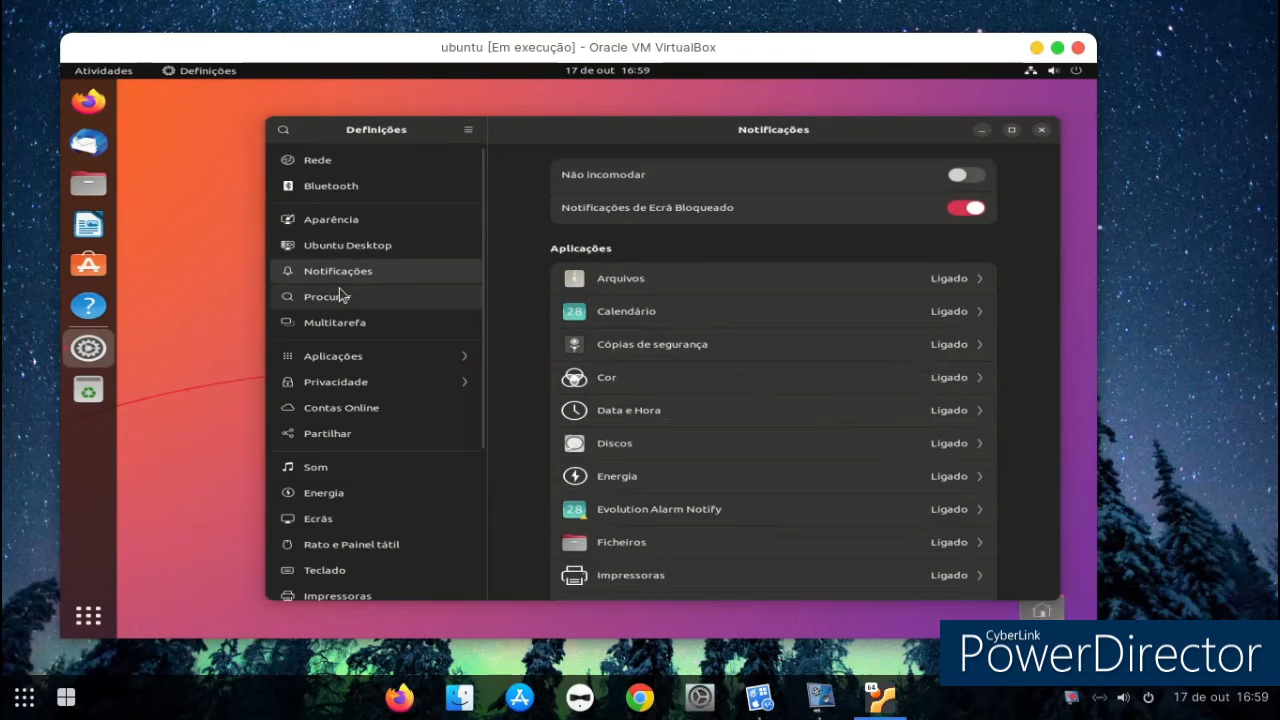 ubuntu [Em execução] - Oracle VM VirtualBox
Atividades
Definições
17 de out 16:59
Definições
Notificações
Rede
Bluetooth
Aparência
Ubuntu Desktop
Notificações
Procurar
Multitarefa
Aplicações
Privacidade
Contas Online
Partilhar
Som
Energia
Ecrãs
Rato e Painel tátil
Teclado
Impressoras
Não incomodar
Notificações de Ecrã Bloqueado
Aplicações
Arquivos Ligado
28 Calendário Ligado
Cópias de segurança Ligado
Cor Ligado
Data e Hora Ligado
Discos Ligado
Energia Ligado
28 Evolution Alarm Notify Ligado
Ficheiros Ligado
Impressoras Ligado
CyberLink
PowerDirector
64
17 de out 16:59